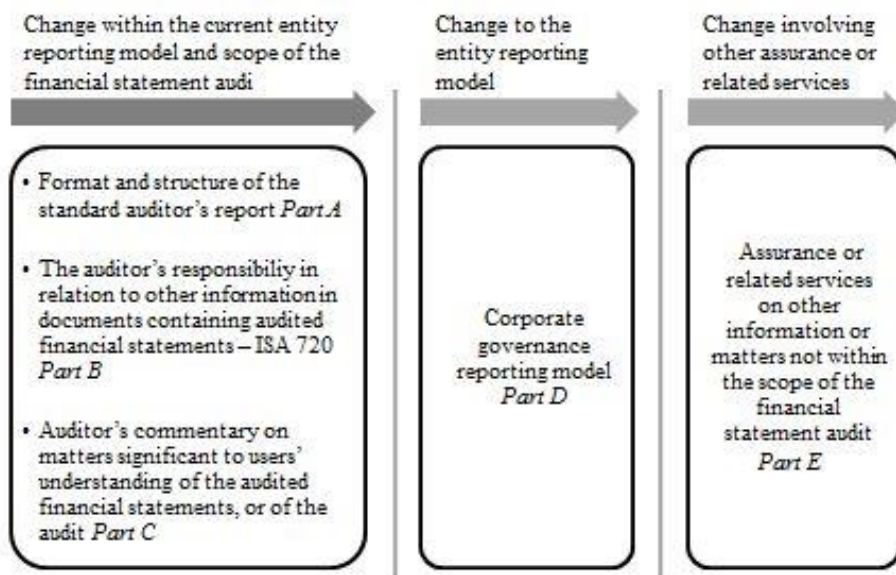 Change within the current entity
reporting model and scope of the
financial statement audi
Change to the
entity reporting
model
Change involving
other assurance or
related services
• Format and structure of the
standard auditor's report Part A
• The auditor's responsibiliy in
relation to other information in
documents containing audited
financial statements – ISA 720
Part B
• Auditor's commentary on
matters significant to users'
understanding of the audited
financial statements, or of the
audit Part C
Corporate
governance
reporting model
Part D
Assurance or
related services
on other
information or
matters not within
the scope of the
financial
statement audit
Part E